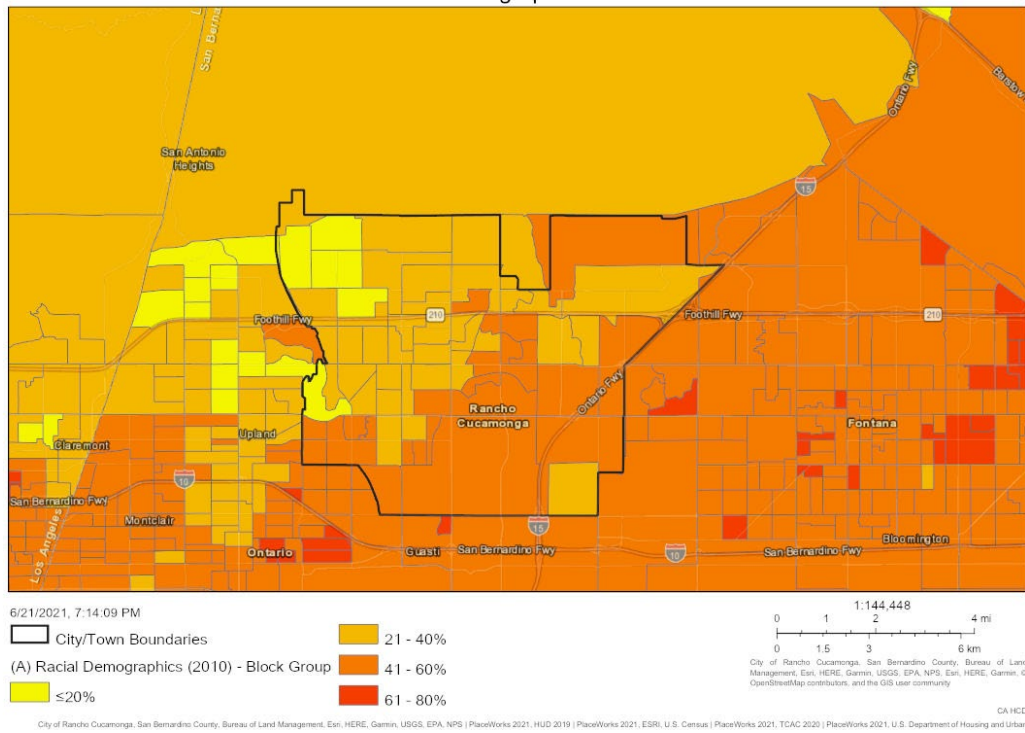 San Berna
San Antonio
Heights
Ontario Fwy
Barstow
15
Foothill Fwy
210
Foothill Fwy
210
Ontario Fwy
Rancho
Cucamonga
Fontana
Upland
Claremont
10
San Bernardino Fwy
Montclair
Los Angeles
Ontario
Guasti
San Bernardino Fwy
15
10
San Bernardino Fwy
Bloomington
6/21/2021, 7:14:09 PM
City/Town Boundaries
(A) Racial Demographics (2010) - Block Group
≤20%
21 - 40%
41 - 60%
61 - 80%
1:144,448
0 1 2 4 mi
0 1.5 3 6 km
City of Rancho Cucamonga, San Bernardino County, Bureau of Land
Management, Esri, HERE, Garmin, USGS, EPA, NPS, Esri, HERE, Garmin, ©
OpenStreetMap contributors, and the GIS user community
CA HCD
City of Rancho Cucamonga, San Bernardino County, Bureau of Land Management, Esri, HERE, Garmin, USGS, EPA, NPS | PlaceWorks 2021, HUD 2019 | PlaceWorks 2021, ESRI, U.S. Census | PlaceWorks 2021, TCAC 2020 | PlaceWorks 2021, U.S. Department of Housing and Urban